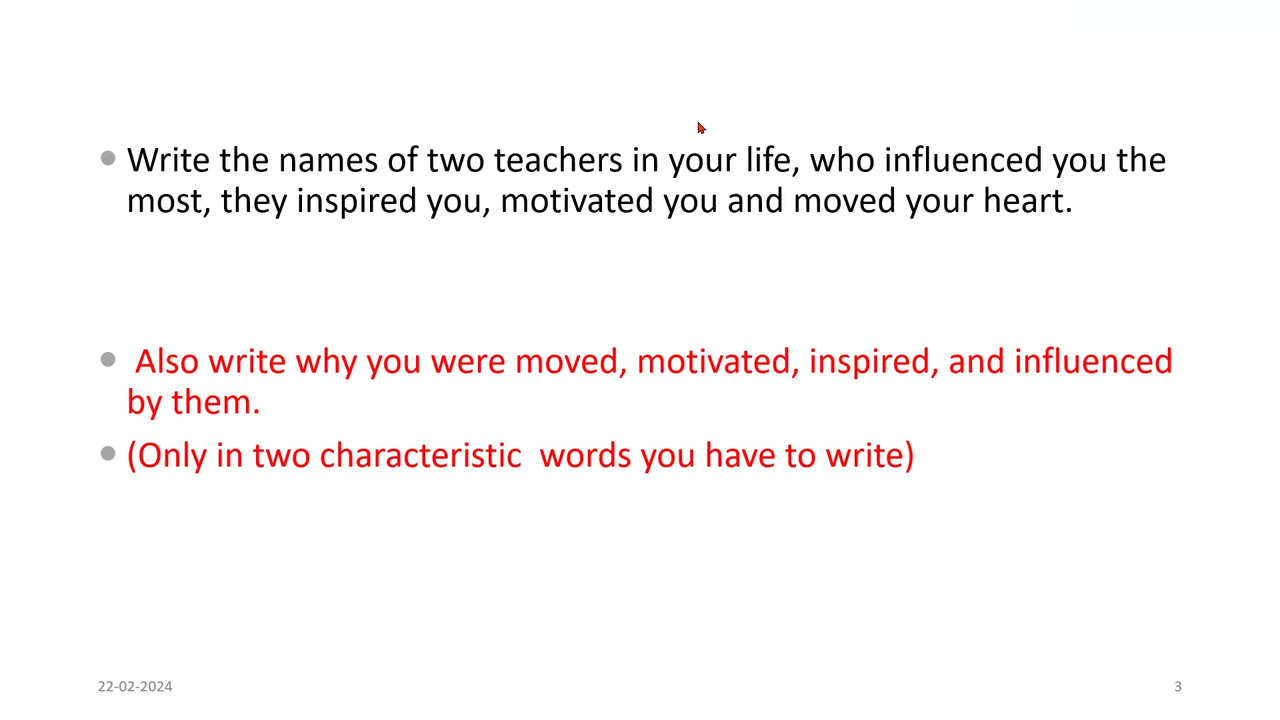 Write the names of two teachers in your life, who influenced you the
most, they inspired you, motivated you and moved your heart.
Also write why you were moved, motivated, inspired, and influenced
by them.
(Only in two characteristic  words you have to write)
22-02-2024
3